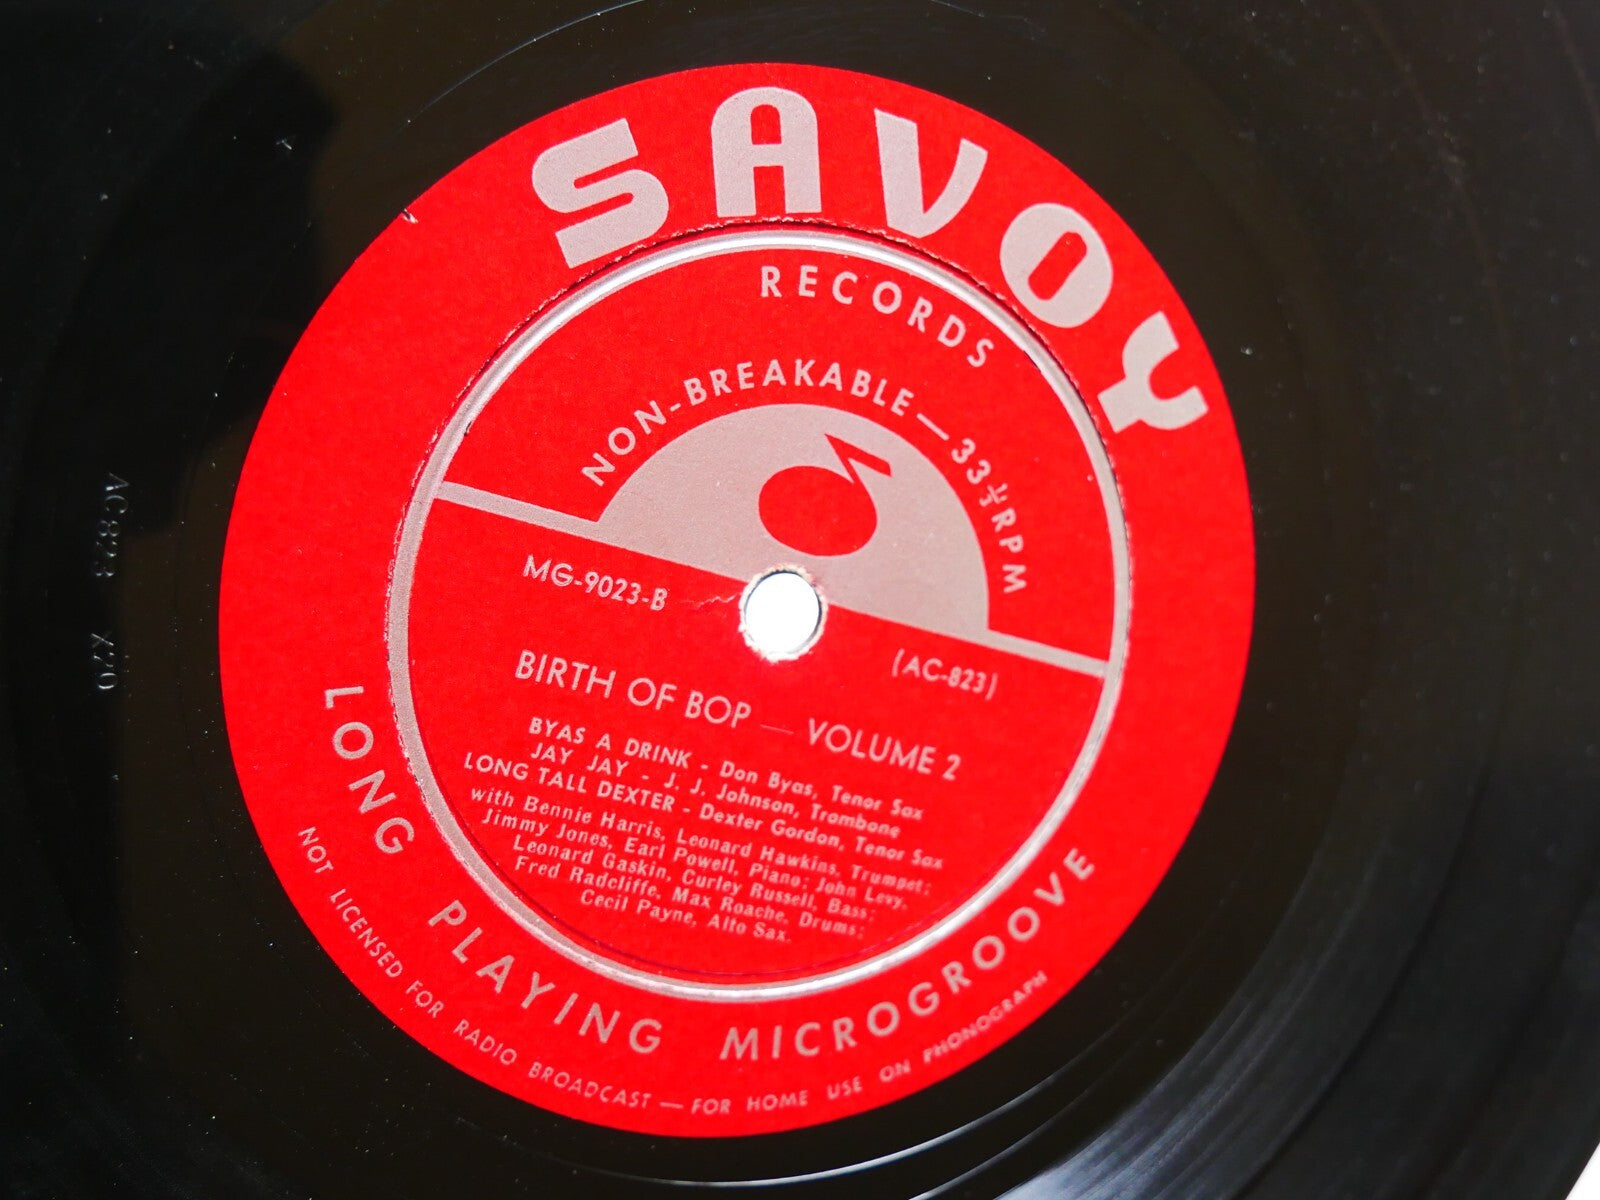 SAVOY
RECORDS
NON-BREAKABLE—33⅓RPM
MG-9023-B
(AC-823)
BIRTH OF BOP — VOLUME 2
BYAS A DRINK - Don Byas, Tenor Sax
JAY JAY - J. J. Johnson, Trombone
LONG TALL DEXTER - Dexter Gordon, Tenor Sax
with Bennie Harris, Leonard Hawkins, Trumpet;
Jimmy Jones, Earl Powell, Piano; John Levy,
Leonard Gaskin, Curley Russell, Bass;
Fred Radcliffe, Max Roache, Drums;
Cecil Payne, Alto Sax.
LONG PLAYING MICROGROOVE
NOT LICENSED FOR RADIO BROADCAST — FOR HOME USE ON PHONOGRAPH
AC823 X20